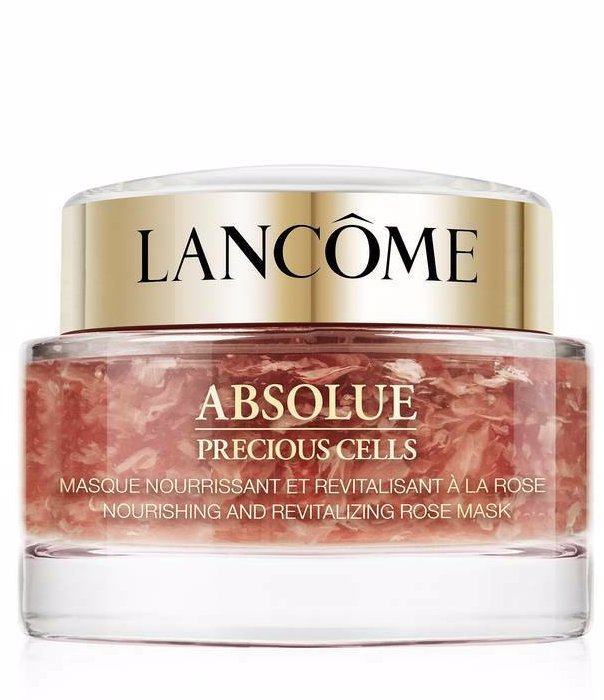 LANCÔME
ABSOLUE
PRECIOUS CELLS
MASQUE NOURRISSANT ET REVITALISANT À LA ROSE
NOURISHING AND REVITALIZING ROSE MASK